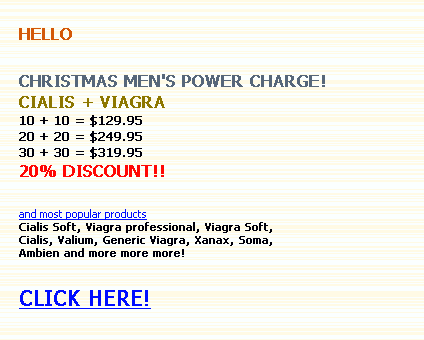 HELLO
CHRISTMAS MEN'S POWER CHARGE!
CIALIS + VIAGRA
10 + 10 = $129.95
20 + 20 = $249.95
30 + 30 = $319.95
20% DISCOUNT!!
and most popular products
Cialis Soft, Viagra professional, Viagra Soft,
Cialis, Valium, Generic Viagra, Xanax, Soma,
Ambien and more more more!
CLICK HERE!